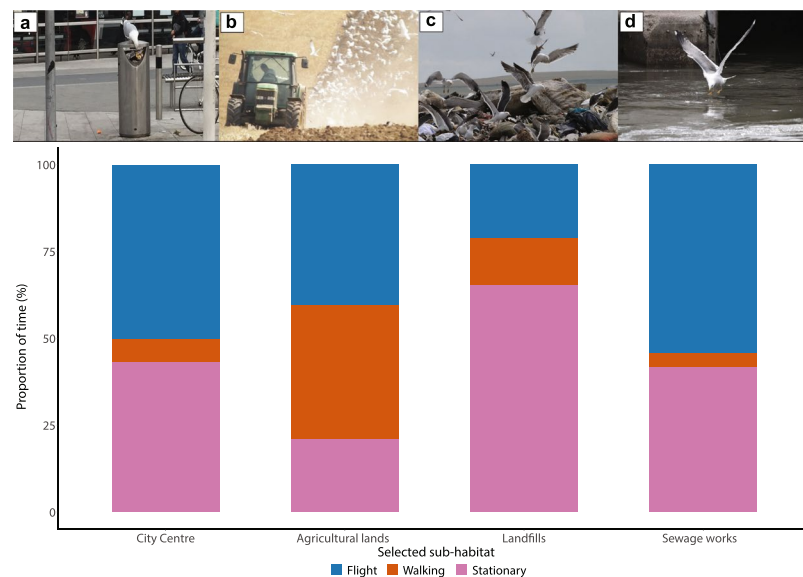 a b c d
100
75
50
25
0
Proportion of time (%)
City Centre Agricultural lands Landfills Sewage works
Selected sub-habitat
Flight Walking Stationary